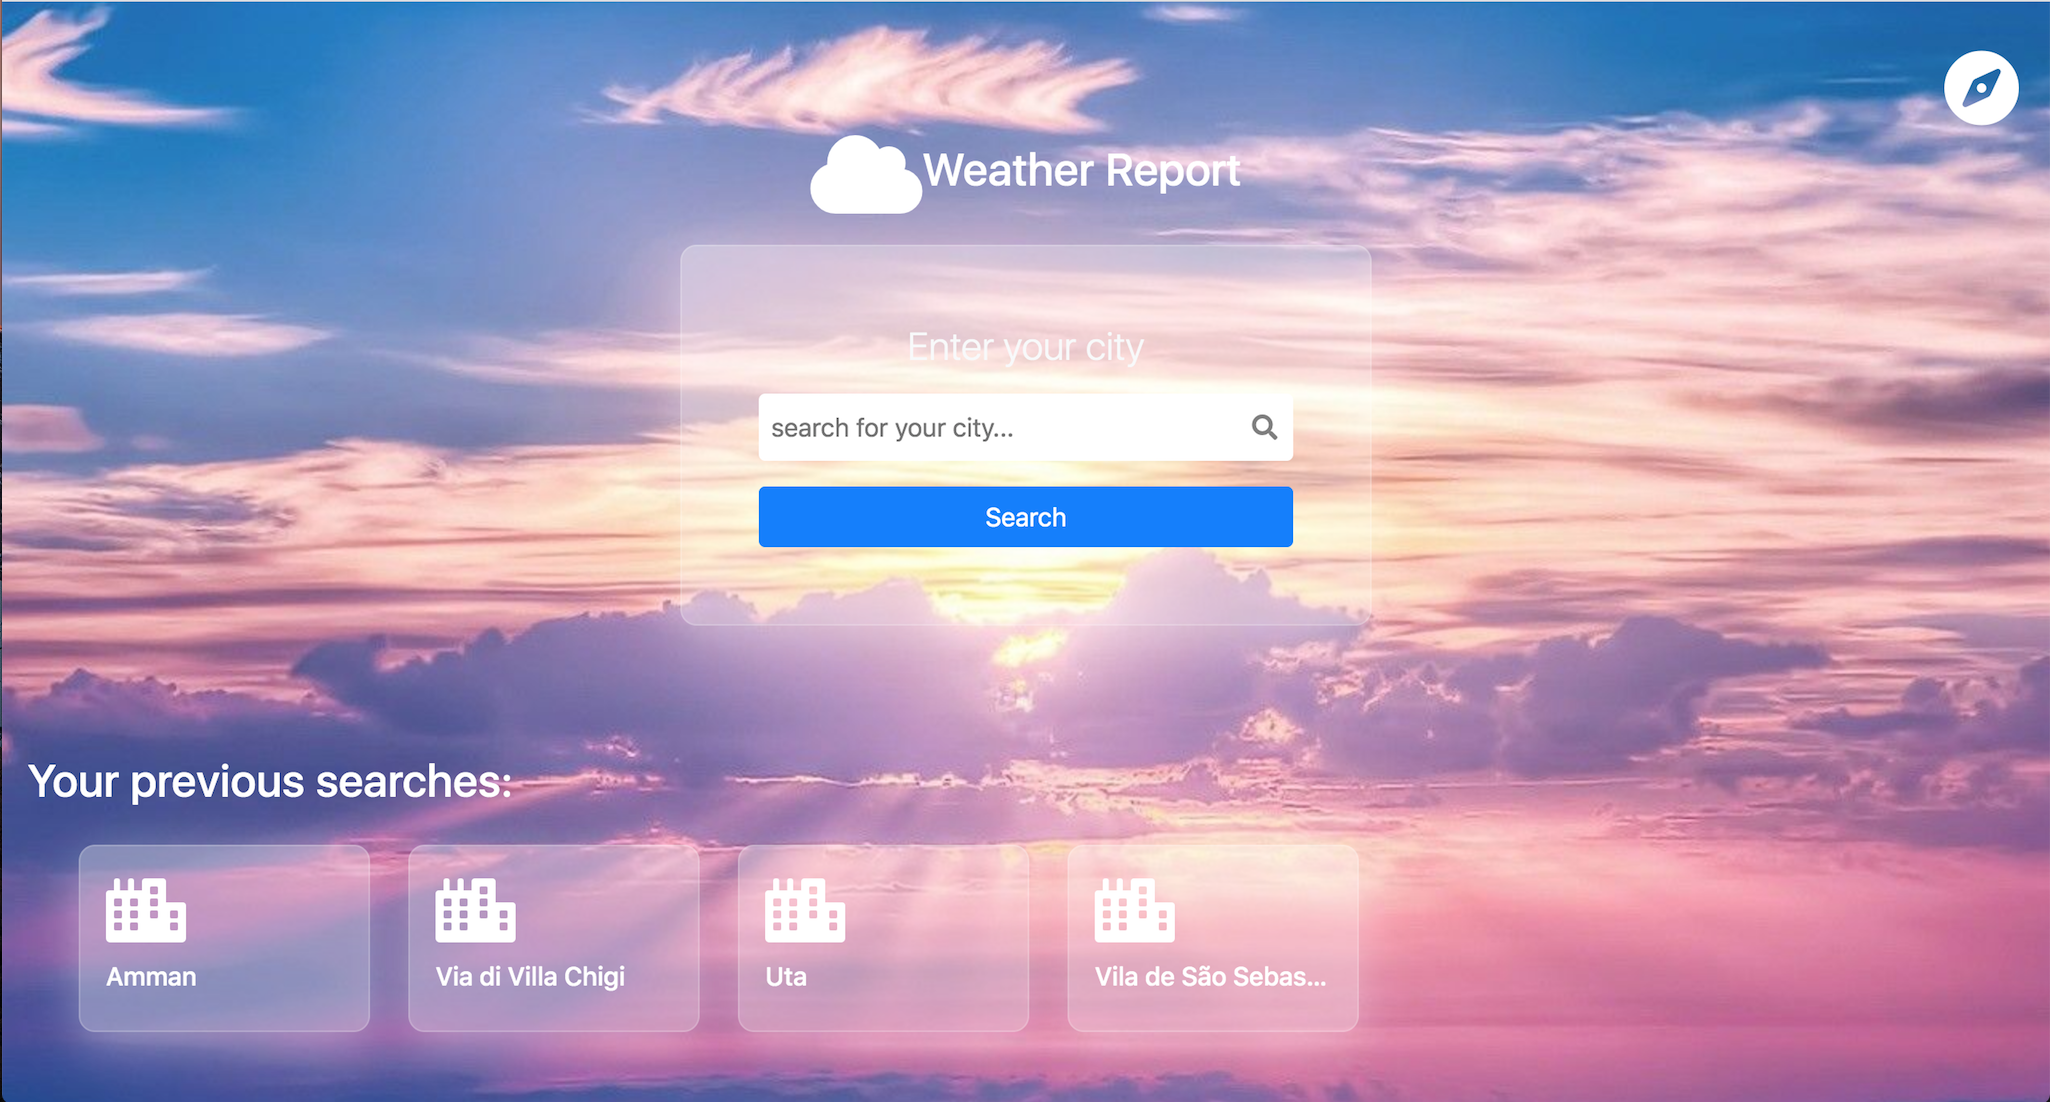 Weather Report
Enter your city
search for your city...
Search
Your previous searches:
Amman
Via di Villa Chigi
Uta
Vila de São Sebas...